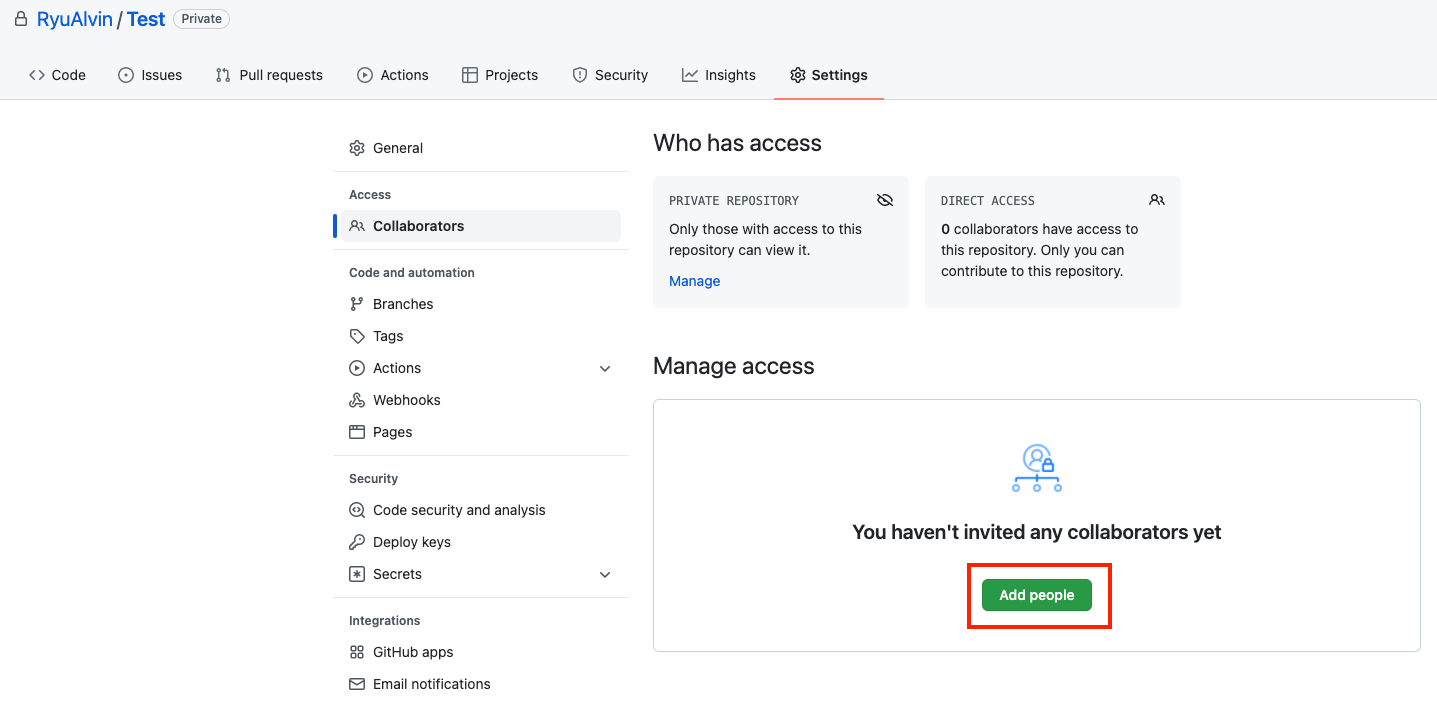 RyuAlvin / Test Private
Code Issues Pull requests Actions Projects Security Insights Settings
General
Access
Collaborators
Code and automation
Branches
Tags
Actions
Webhooks
Pages
Security
Code security and analysis
Deploy keys
Secrets
Integrations
GitHub apps
Email notifications
Who has access
PRIVATE REPOSITORY
Only those with access to this
repository can view it.
Manage
DIRECT ACCESS
0 collaborators have access to
this repository. Only you can
contribute to this repository.
Manage access
You haven't invited any collaborators yet
Add people